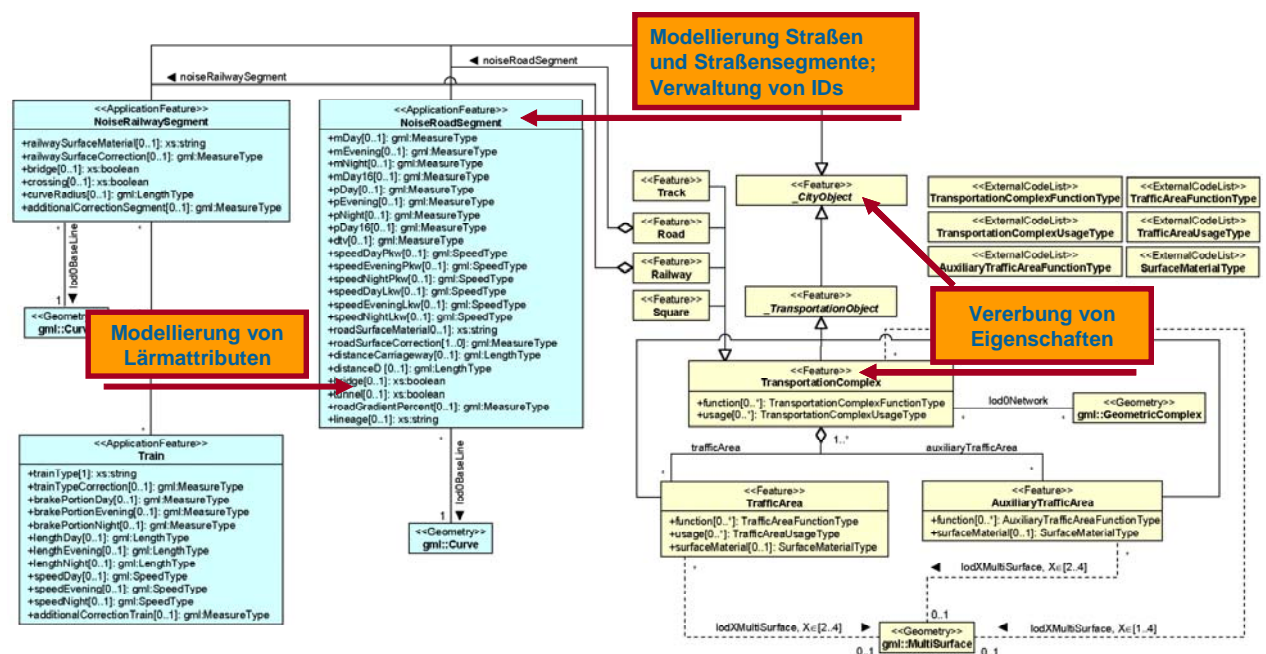 Modellierung Straßen
und Straßensegmente;
Verwaltung von IDs
◄ noiseRoadSegment
◄ noiseRailwaySegment
<<ApplicationFeature>>
NoiseRailwaySegment
+railwaySurfaceMaterial[0..1]: xs:string
+railwaySurfaceCorrection[0..1]: gml:MeasureType
+bridge[0..1]: xs:boolean
+crossing[0..1]: xs:boolean
+curveRadius[0..1]: gml:LengthType
+additionalCorrectionSegment[0..1]: gml:MeasureType
*
*
lod0BaseLine
1
<<Geometry>>
gml::Curve
Modellierung von
Lärmattributen
*
<<ApplicationFeature>>
Train
+trainType[1]: xs:string
+trainTypeCorrection[0..1]: gml:MeasureType
+brakePortionDay[0..1]: gml:MeasureType
+brakePortionEvening[0..1]: gml:MeasureType
+brakePortionNight[0..1]: gml:MeasureType
+lengthDay[0..1]: gml:LengthType
+lengthEvening[0..1]: gml:LengthType
+lengthNight[0..1]: gml:LengthType
+speedDay[0..1]: gml:SpeedType
+speedEvening[0..1]: gml:SpeedType
+speedNight[0..1]: gml:SpeedType
+additionalCorrectionTrain[0..1]: gml:MeasureType
<<ApplicationFeature>>
NoiseRoadSegment
+mDay[0..1]: gml:MeasureType
+mEvening[0..1]: gml:MeasureType
+mNight[0..1]: gml:MeasureType
+mDay16[0..1]: gml:MeasureType
+pDay[0..1]: gml:MeasureType
+pEvening[0..1]: gml:MeasureType
+pNight[0..1]: gml:MeasureType
+pDay16[0..1]: gml:MeasureType
+dtv[0..1]: gml:MeasureType
+speedDayPkw[0..1]: gml:SpeedType
+speedEveningPkw[0..1]: gml:SpeedType
+speedNightPkw[0..1]: gml:SpeedType
+speedDayLkw[0..1]: gml:SpeedType
+speedEveningLkw[0..1]: gml:SpeedType
+speedNightLkw[0..1]: gml:SpeedType
+roadSurfaceMaterial0..1]: xs:string
+roadSurfaceCorrection[1..0]: gml:MeasureType
+distanceCarriageway[0..1]: gml:LengthType
+distanceD [0..1]: gml:LengthType
+bridge[0..1]: xs:boolean
+tunnel[0..1]: xs:boolean
+roadGradientPercent[0..1]: gml:MeasureType
+lineage[0..1]: xs:string
*
lod0BaseLine
1
<<Geometry>>
gml::Curve
<<Feature>>
Track
<<Feature>>
Road
<<Feature>>
Railway
<<Feature>>
Square
<<Feature>>
_CityObject
<<Feature>>
_TransportationObject
<<ExternalCodeList>>
TransportationComplexFunctionType
<<ExternalCodeList>>
TrafficAreaFunctionType
<<ExternalCodeList>>
TransportationComplexUsageType
<<ExternalCodeList>>
TrafficAreaUsageType
<<ExternalCodeList>>
AuxiliaryTrafficAreaFunctionType
<<ExternalCodeList>>
SurfaceMaterialType
Vererbung von
Eigenschaften
*
<<Feature>>
TransportationComplex
+function[0..*]: TransportationComplexFunctionType
+usage[0..*]: TransportationComplexUsageType
lod0Network
*
*
<<Geometry>>
gml::GeometricComplex
1..*
trafficArea
auxiliaryTrafficArea
*
*
<<Feature>>
TrafficArea
+function[0..*]: TrafficAreaFunctionType
+usage[0..*]: TrafficAreaUsageType
+surfaceMaterial[0..1]: SurfaceMaterialType
*
<<Feature>>
AuxiliaryTrafficArea
+function[0..*]: AuxiliaryTrafficAreaFunctionType
+surfaceMaterial[0..1]: SurfaceMaterialType
*
◄ lodXMultiSurface, X∈[2..4]
0..1
lodXMultiSurface, X∈[2..4] ►
<<Geometry>>
gml::MultiSurface
◄ lodXMultiSurface, X∈[1..4]
0..1
0..1